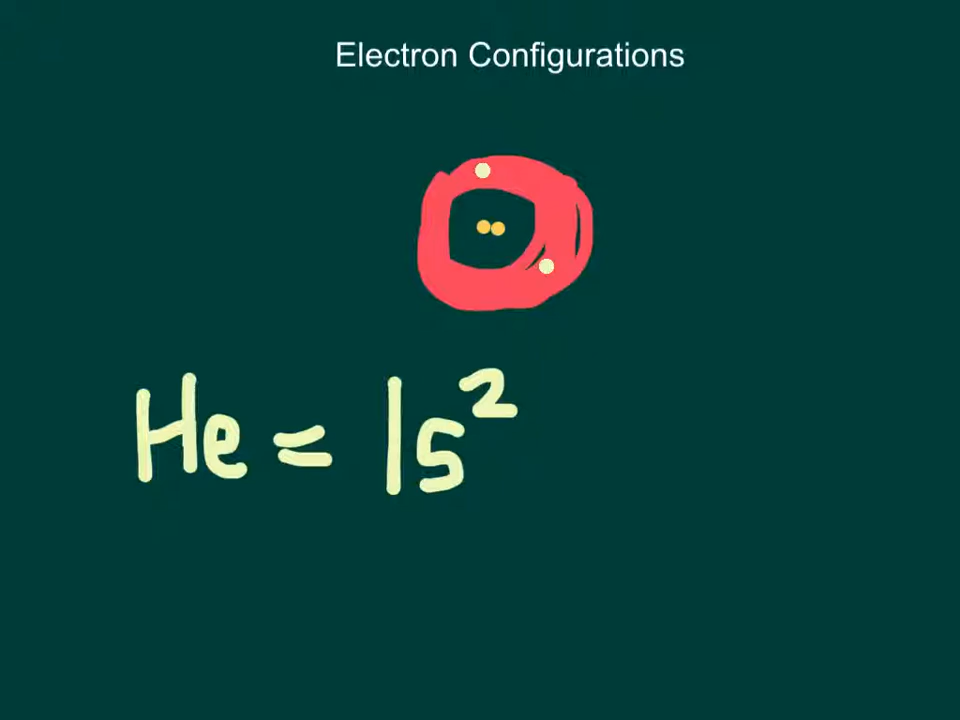 Electron Configurations
He = 1s²